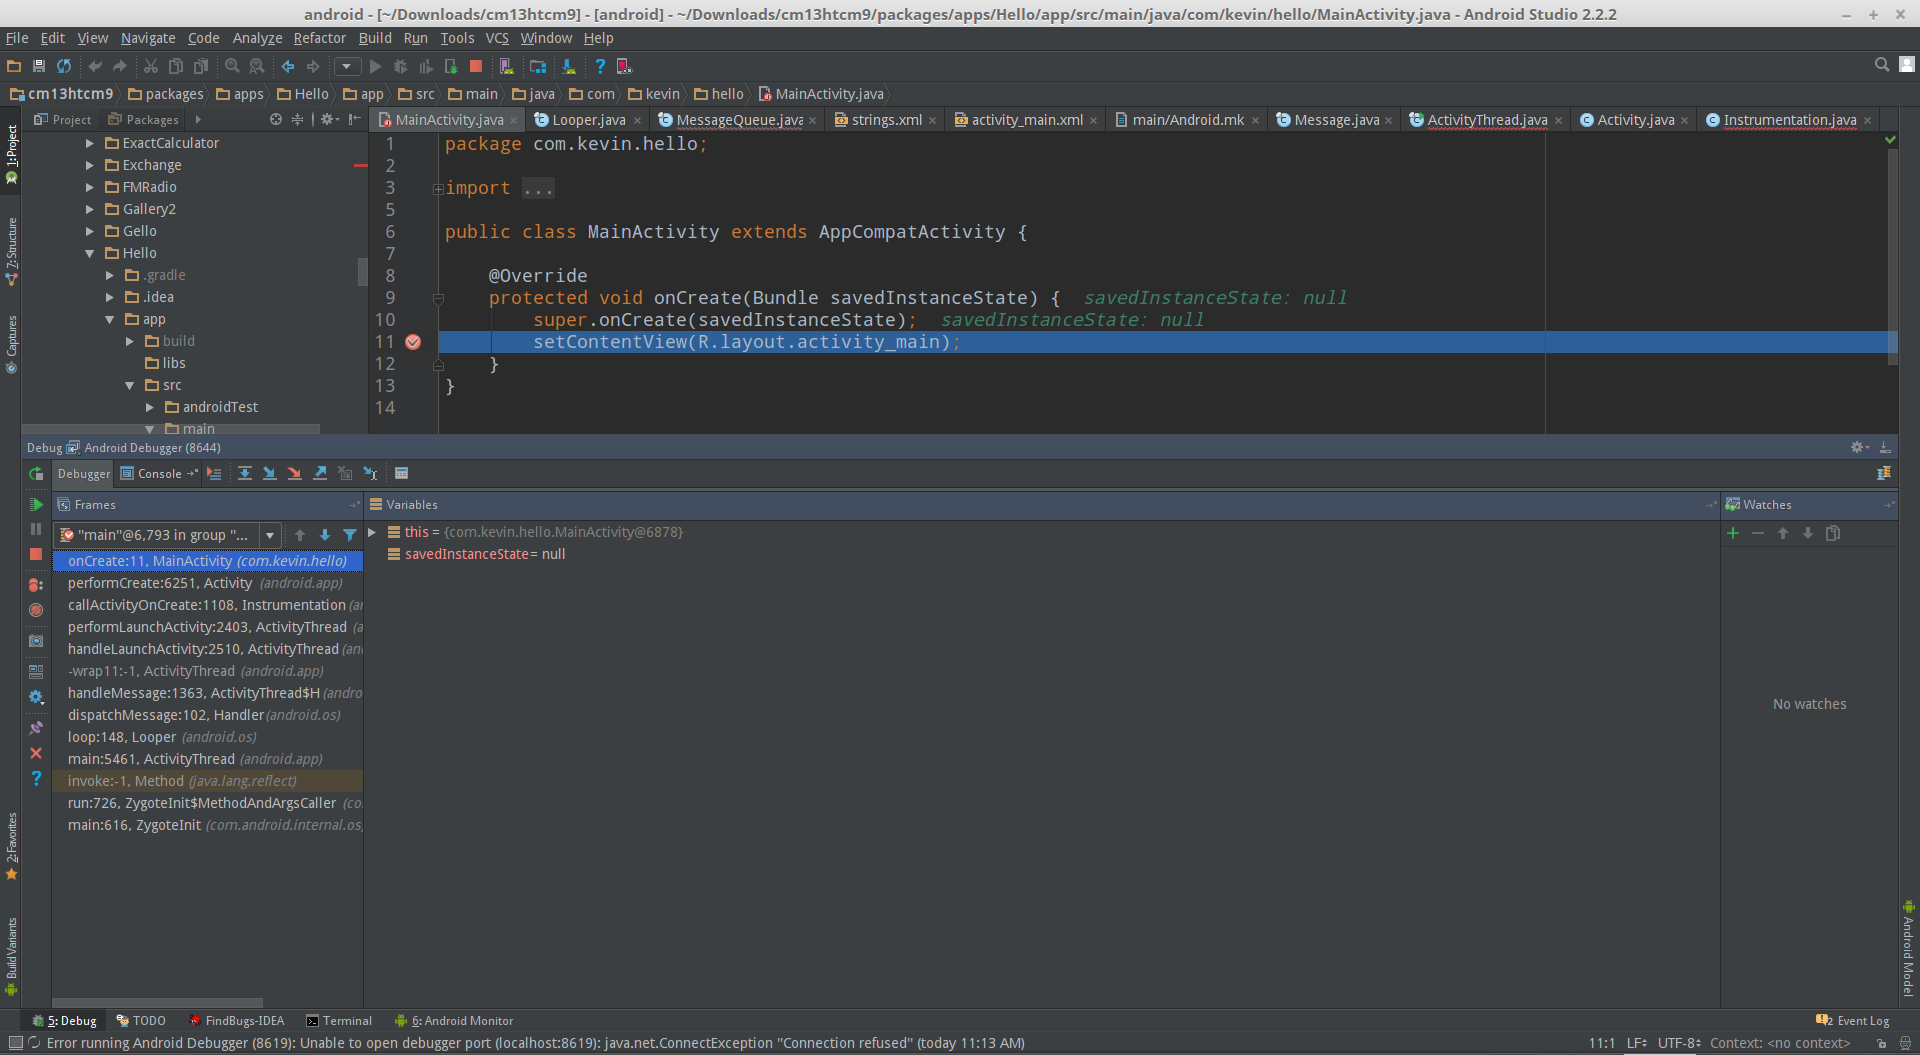 android - [~/Downloads/cm13htcm9] - [android] - ~/Downloads/cm13htcm9/packages/apps/Hello/app/src/main/java/com/kevin/hello/MainActivity.java - Android Studio 2.2.2
File Edit View Navigate Code Analyze Refactor Build Run Tools VCS Window Help
cm13htcm9 packages apps Hello app src main java com kevin hello MainActivity.java
Project Packages
MainActivity.java Looper.java MessageQueue.java strings.xml activity_main.xml main/Android.mk Message.java ActivityThread.java Activity.java Instrumentation.java
1: Project
7: Structure
Captures
2: Favorites
Build Variants
ExactCalculator
Exchange
FMRadio
Gallery2
Gello
Hello
.gradle
.idea
app
build
libs
src
androidTest
main
1 package com.kevin.hello;
2
3 import ...
5
6 public class MainActivity extends AppCompatActivity {
7
8 @Override
9 protected void onCreate(Bundle savedInstanceState) { savedInstanceState: null
10 super.onCreate(savedInstanceState); savedInstanceState: null
11 setContentView(R.layout.activity_main);
12 }
13 }
14
Debug Android Debugger (8644)
Debugger Console
Frames
"main"@6,793 in group "...
onCreate:11, MainActivity (com.kevin.hello)
performCreate:6251, Activity (android.app)
callActivityOnCreate:1108, Instrumentation (a
performLaunchActivity:2403, ActivityThread (a
handleLaunchActivity:2510, ActivityThread (an
-wrap11:-1, ActivityThread (android.app)
handleMessage:1363, ActivityThread$H (andro
dispatchMessage:102, Handler (android.os)
loop:148, Looper (android.os)
main:5461, ActivityThread (android.app)
invoke:-1, Method (java.lang.reflect)
run:726, ZygoteInit$MethodAndArgsCaller (co
main:616, ZygoteInit (com.android.internal.os
Variables
this = {com.kevin.hello.MainActivity@6878}
savedInstanceState = null
Watches
No watches
Android Model
5: Debug TODO FindBugs-IDEA Terminal 6: Android Monitor
2 Event Log
Error running Android Debugger (8619): Unable to open debugger port (localhost:8619): java.net.ConnectException "Connection refused" (today 11:13 AM)
11:1 LF UTF-8 Context: <no context>